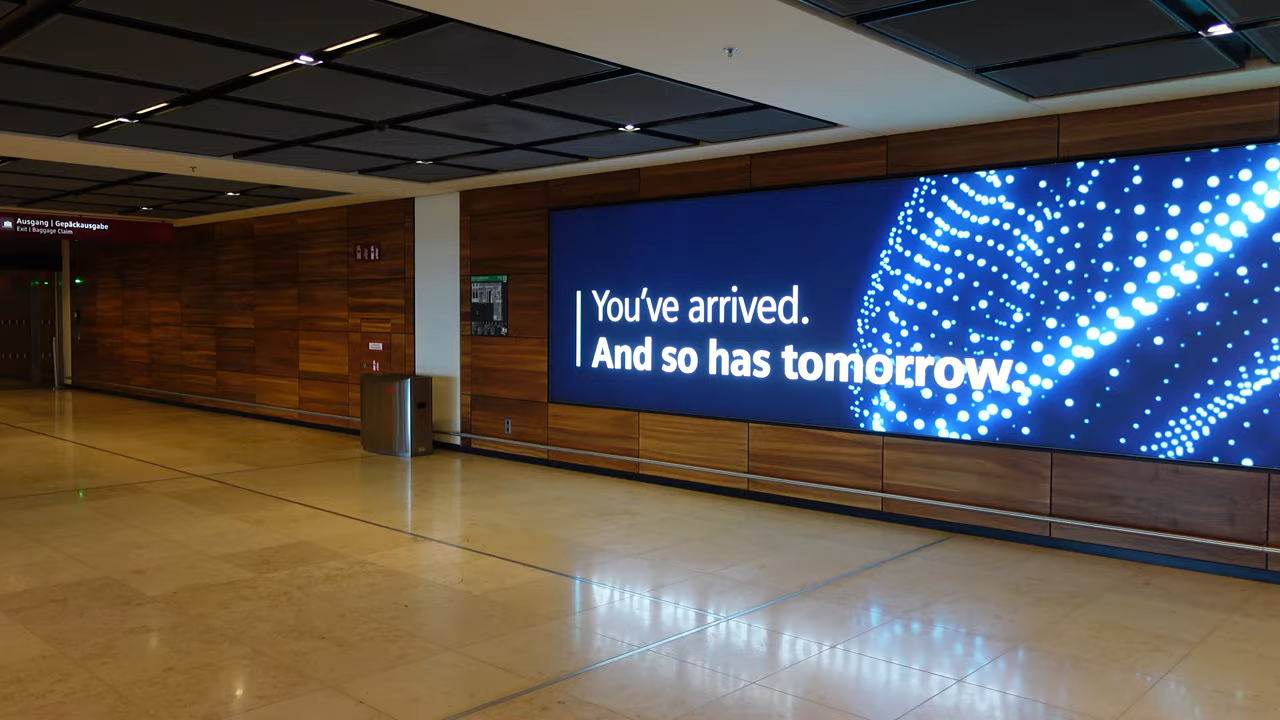 Ausgang | Gepäckausgabe
Exit | Baggage Claim
You've arrived.
And so has tomorrow.